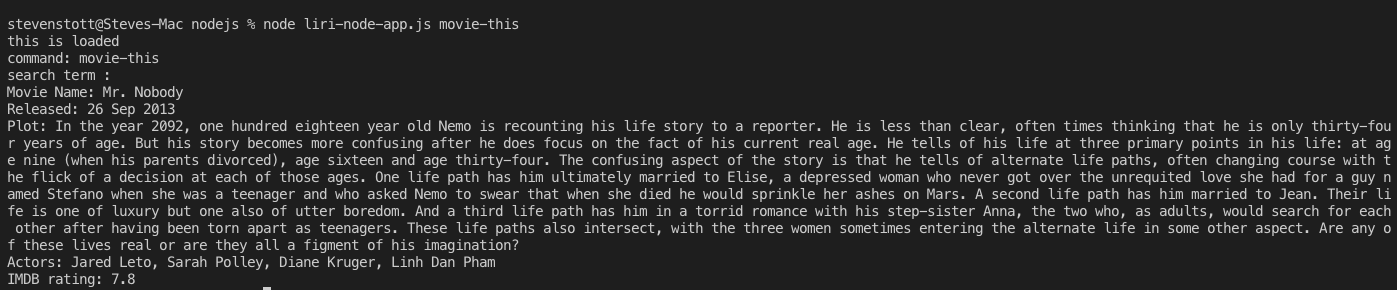 stevenstott@Steves-Mac nodejs % node liri-node-app.js movie-this
this is loaded
command: movie-this
search term :
Movie Name: Mr. Nobody
Released: 26 Sep 2013
Plot: In the year 2092, one hundred eighteen year old Nemo is recounting his life story to a reporter. He is less than clear, often times thinking that he is only thirty-fou
r years of age. But his story becomes more confusing after he does focus on the fact of his current real age. He tells of his life at three primary points in his life: at ag
e nine (when his parents divorced), age sixteen and age thirty-four. The confusing aspect of the story is that he tells of alternate life paths, often changing course with t
he flick of a decision at each of those ages. One life path has him ultimately married to Elise, a depressed woman who never got over the unrequited love she had for a guy n
amed Stefano when she was a teenager and who asked Nemo to swear that when she died he would sprinkle her ashes on Mars. A second life path has him married to Jean. Their li
fe is one of luxury but one also of utter boredom. And a third life path has him in a torrid romance with his step-sister Anna, the two who, as adults, would search for each
 other after having been torn apart as teenagers. These life paths also intersect, with the three women sometimes entering the alternate life in some other aspect. Are any o
f these lives real or are they all a figment of his imagination?
Actors: Jared Leto, Sarah Polley, Diane Kruger, Linh Dan Pham
IMDB rating: 7.8